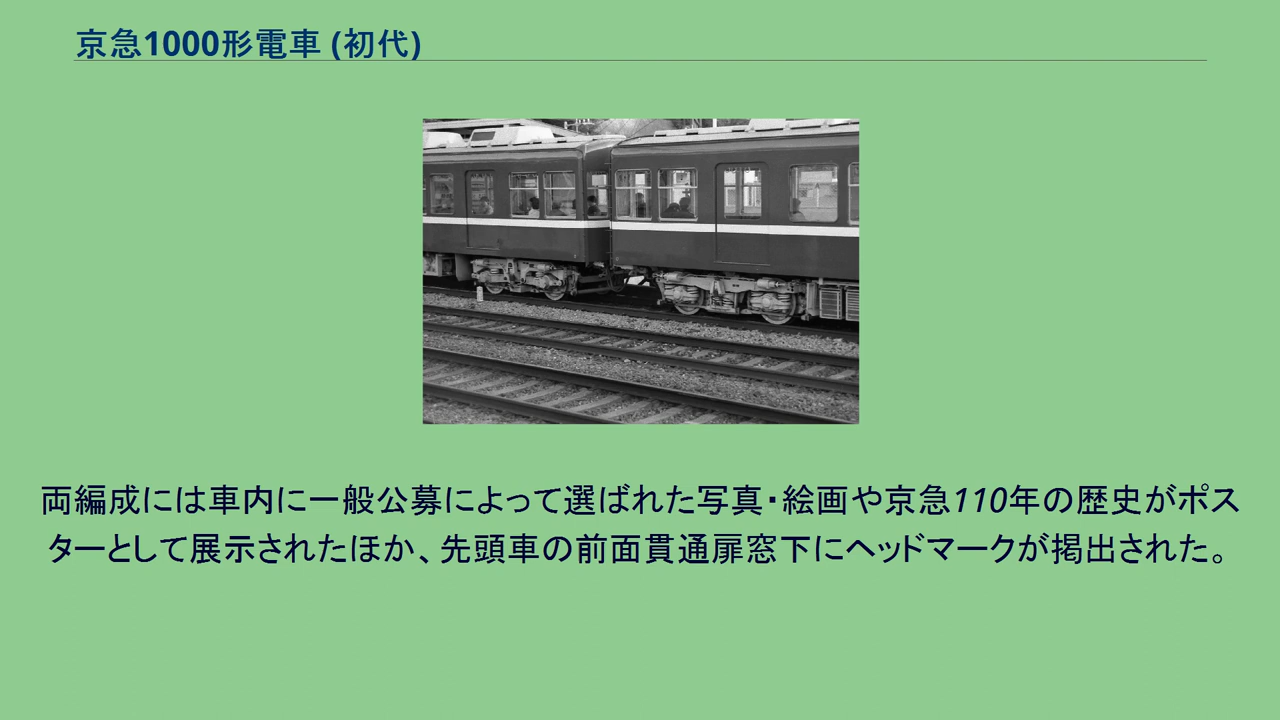 京急1000形電車 (初代)
両編成には車内に一般公募によって選ばれた写真・絵画や京急110年の歴史がポス
ターとして展示されたほか、先頭車の前面貫通扉窓下にヘッドマークが掲出された。